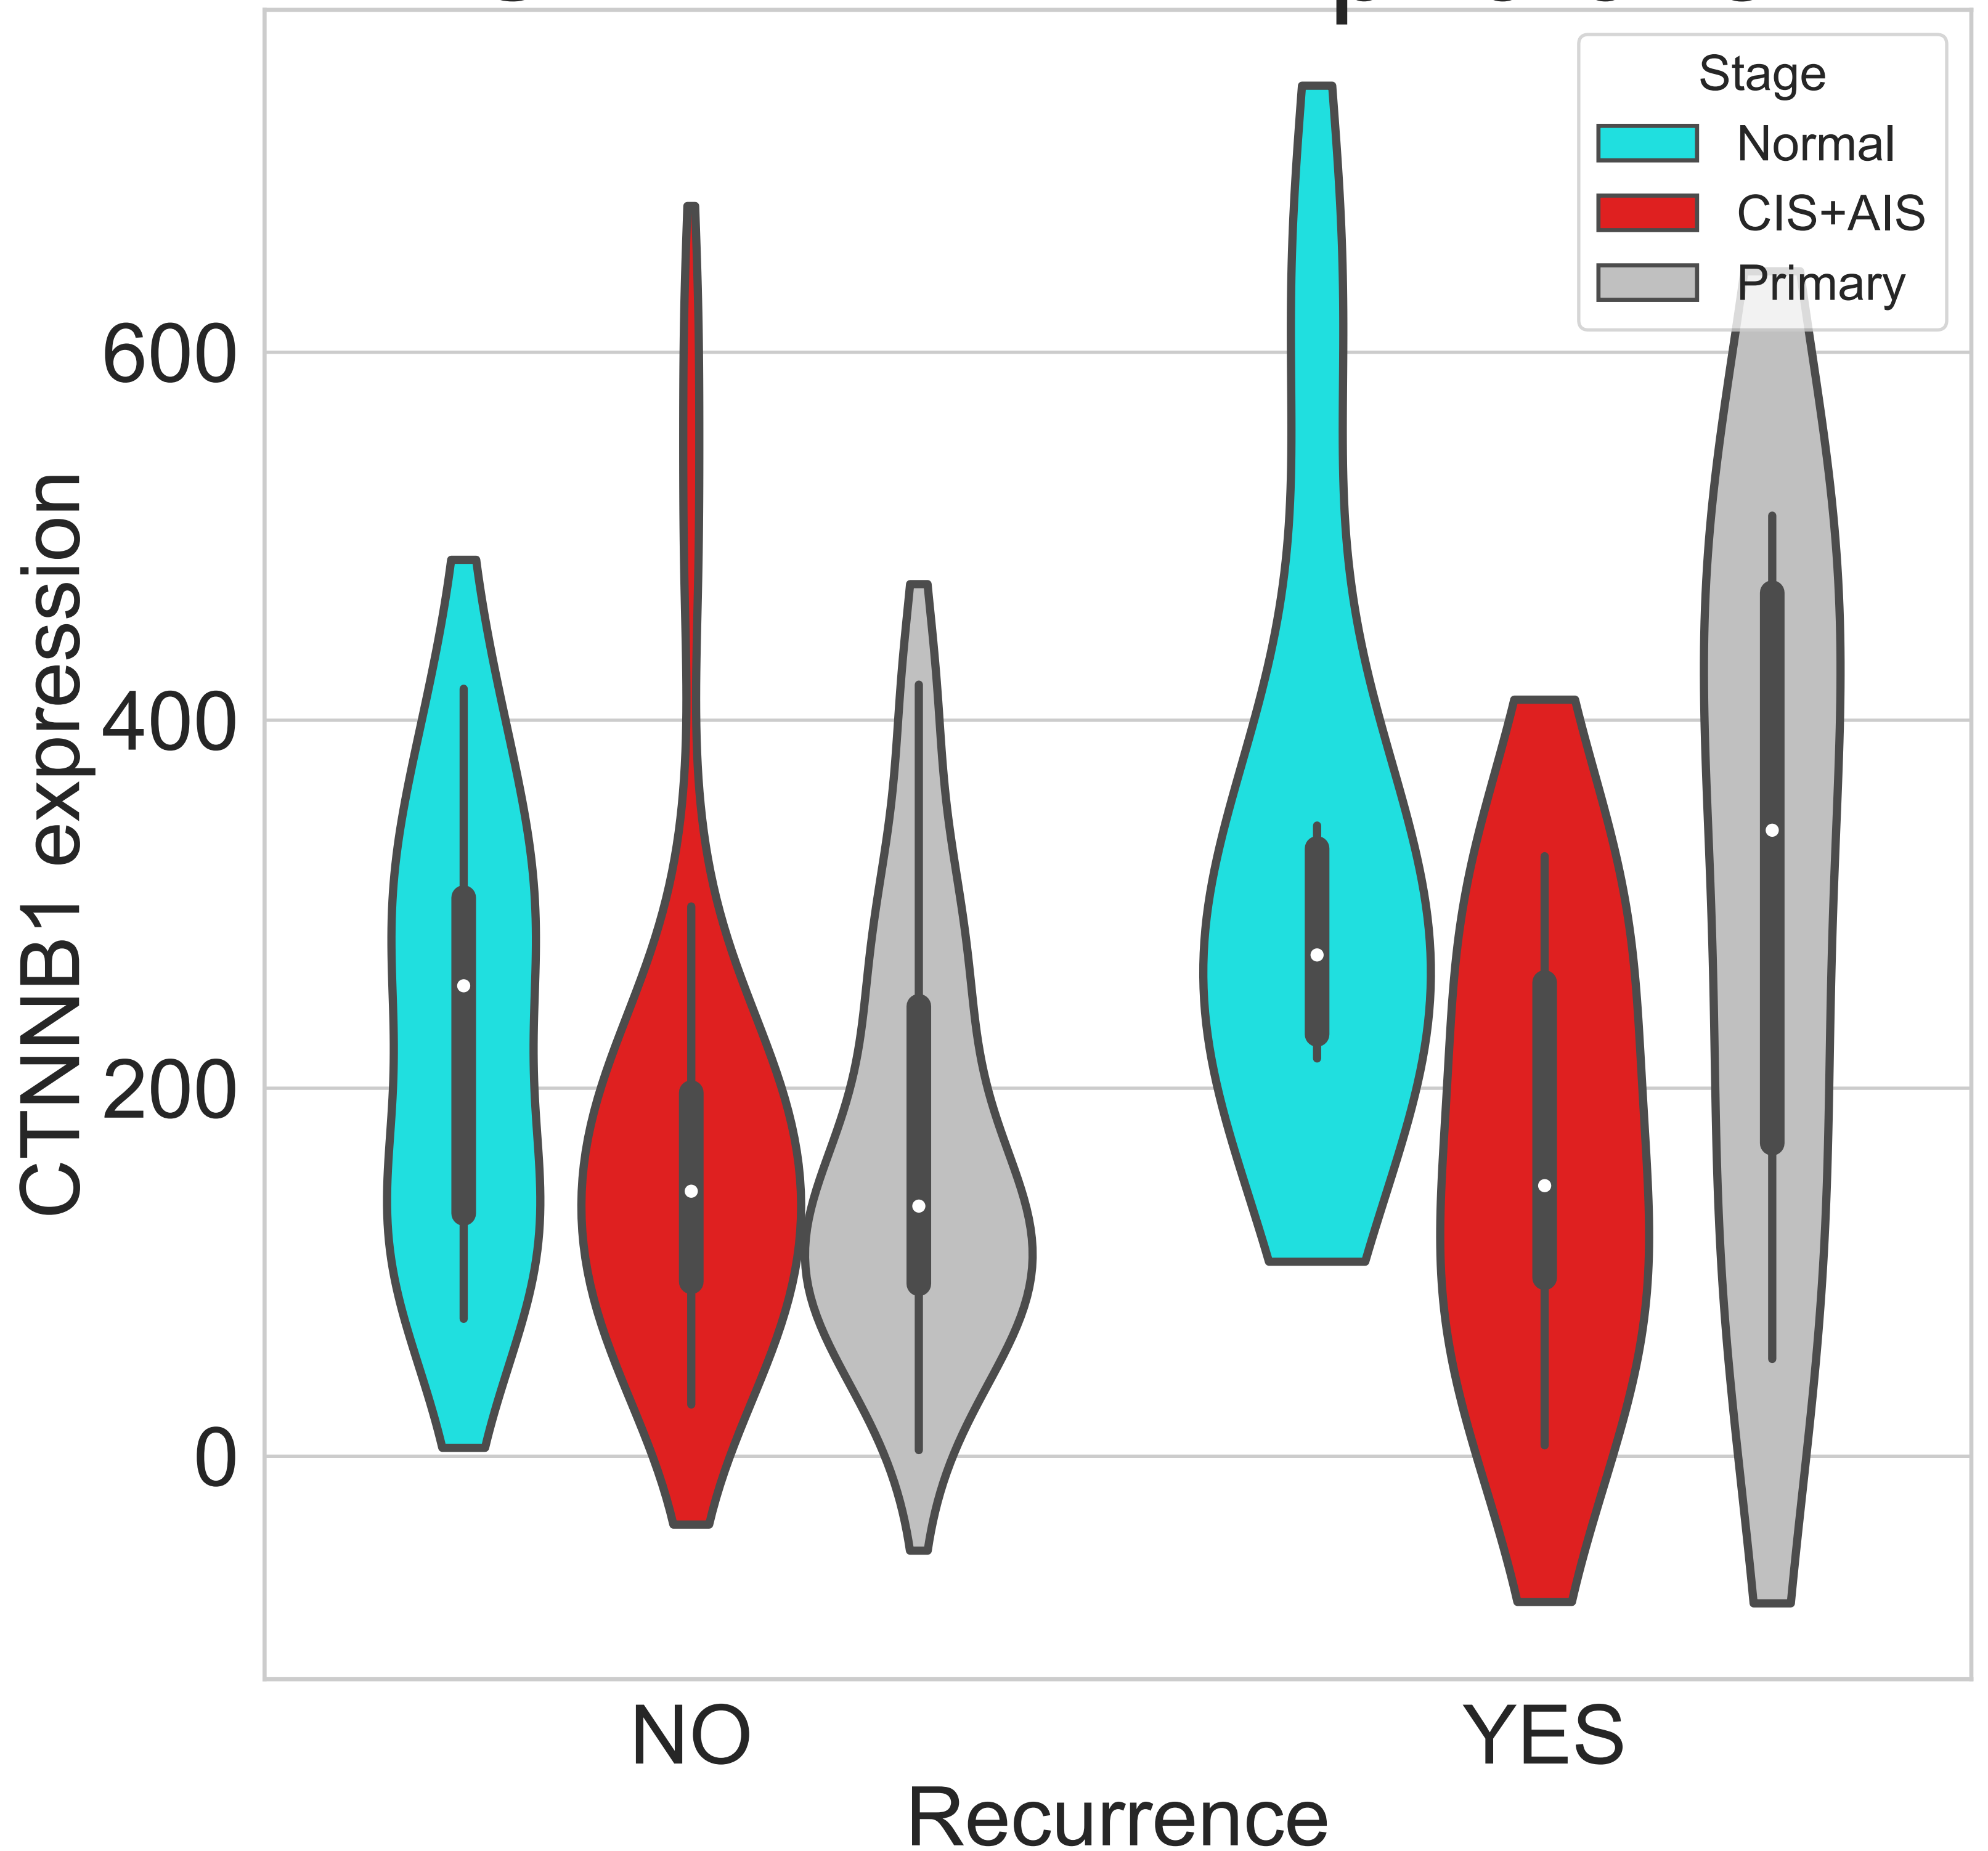 Stage
Normal
CIS+AIS
Primary
600
400
200
0
CTNNB1 expression
NO
YES
Recurrence